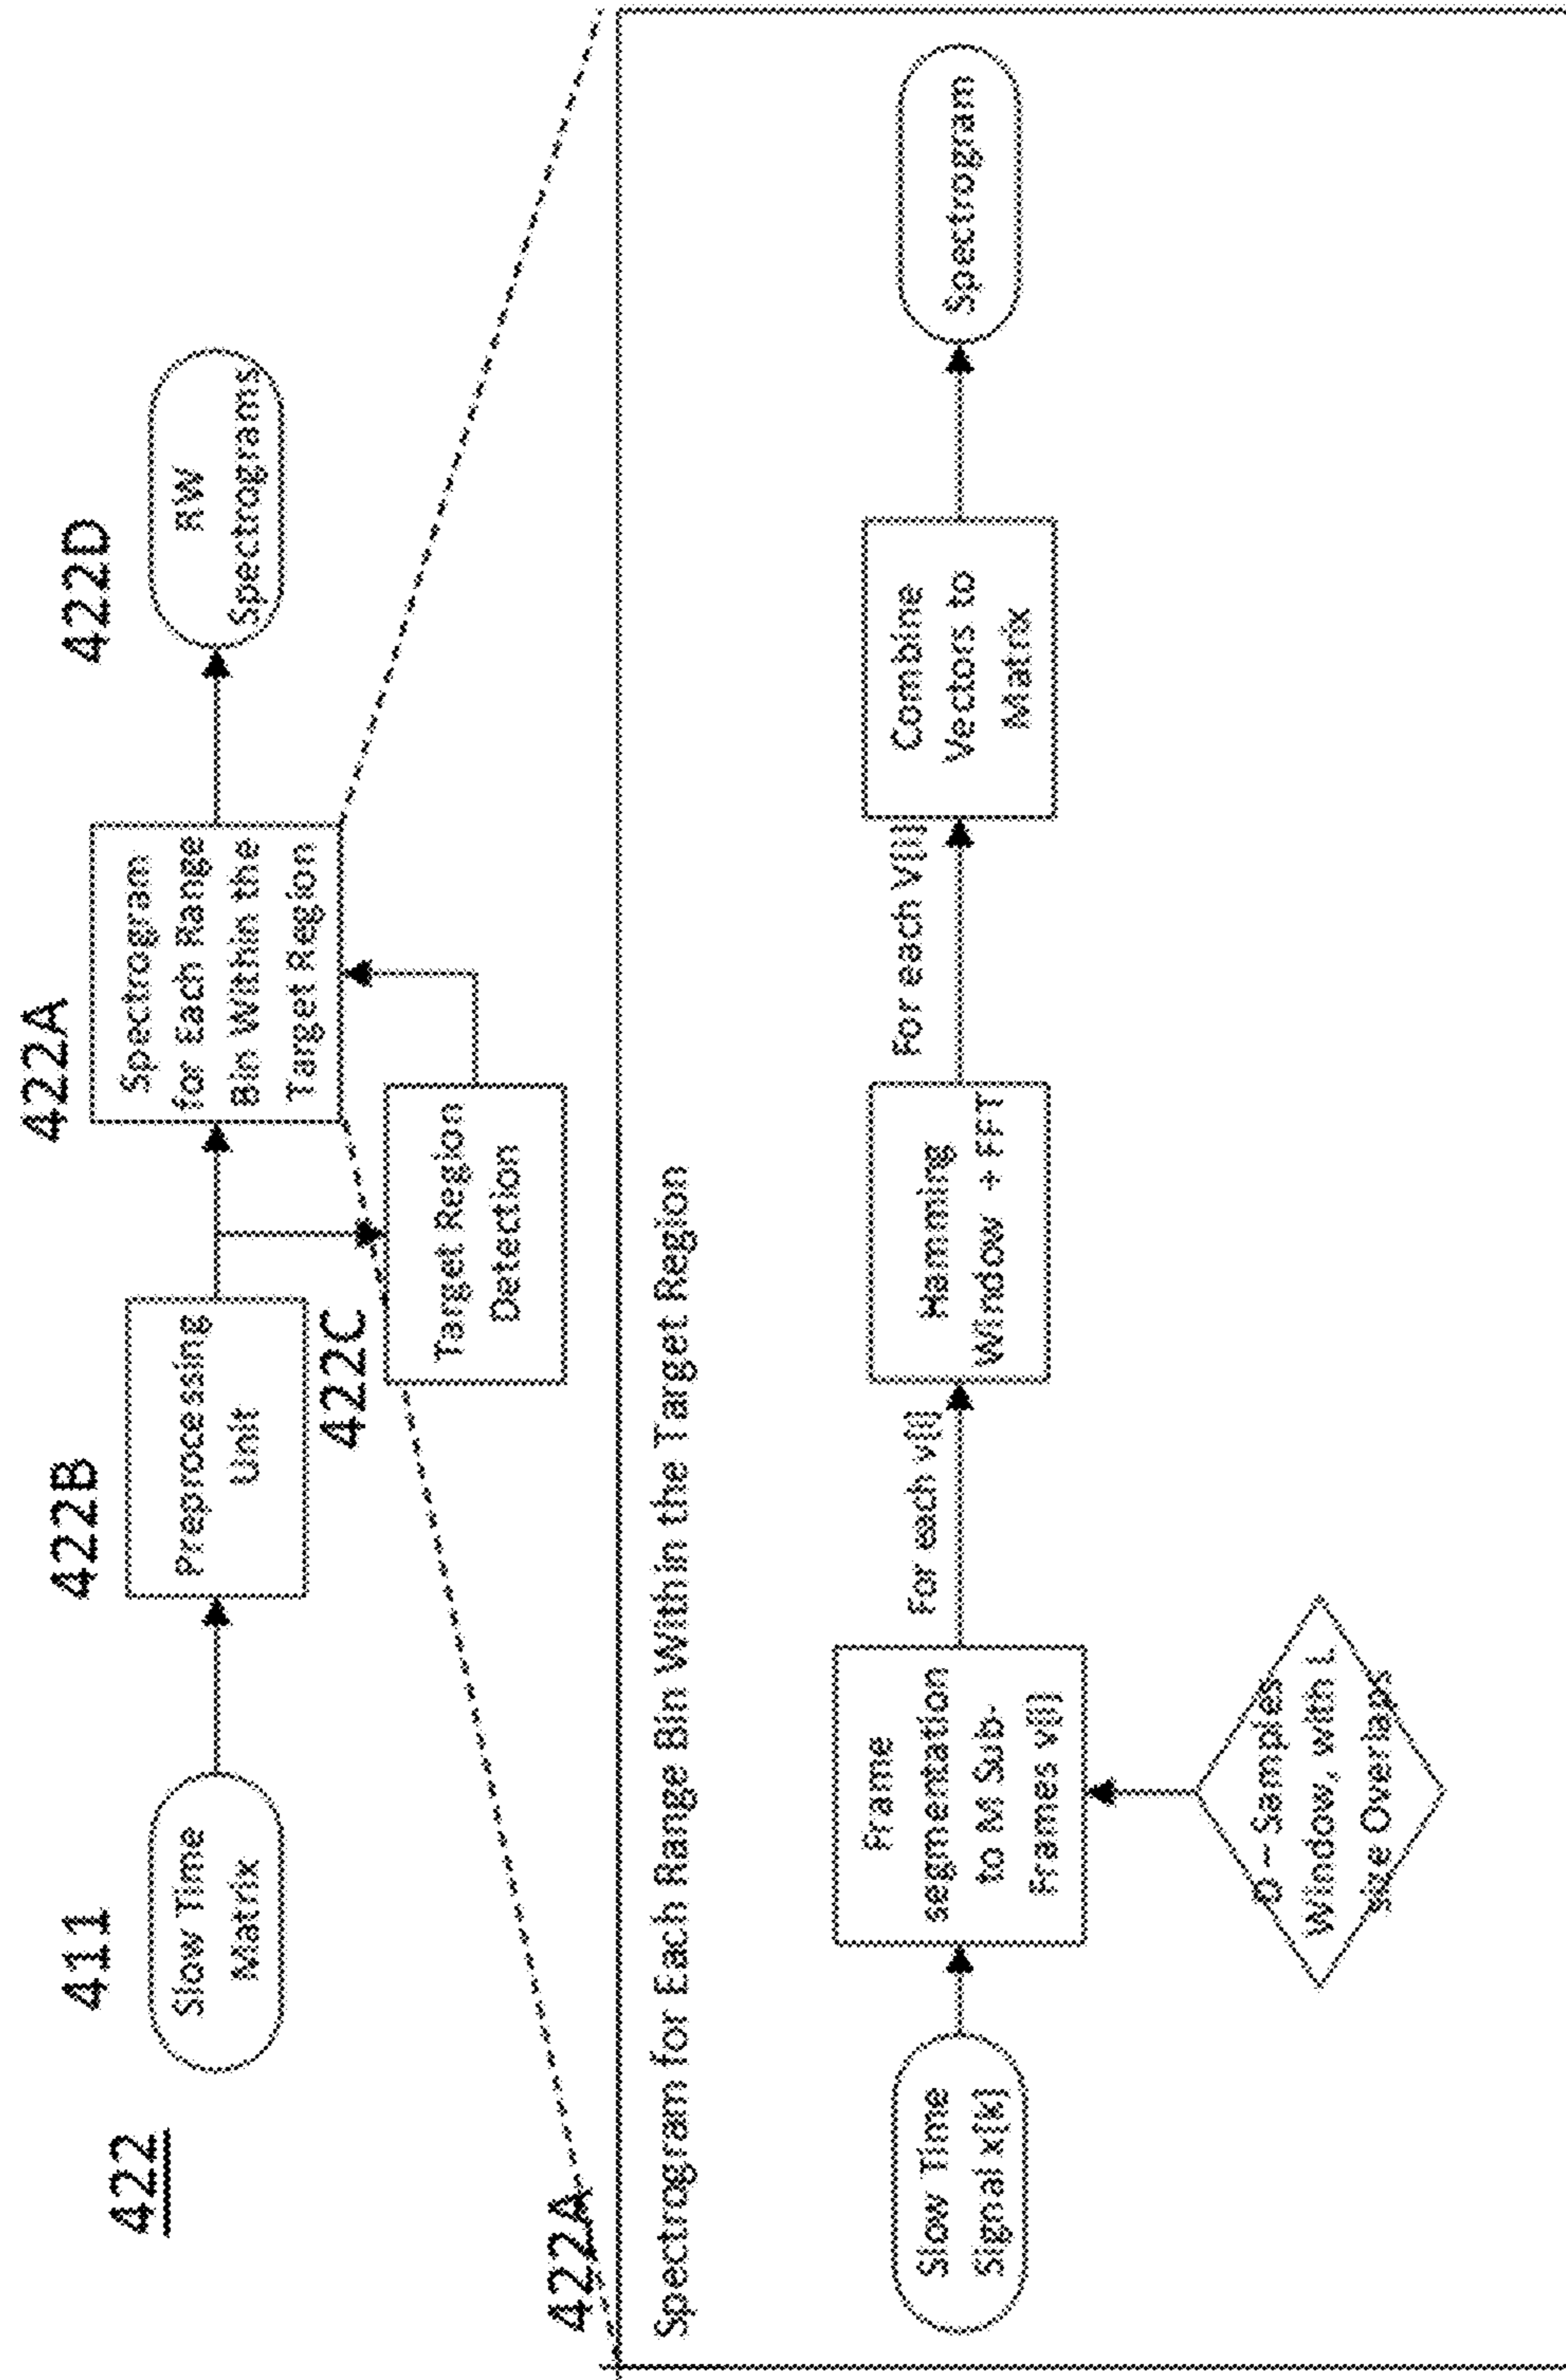 422
411
Slow Time
Matrix
422B
Preprocessing
Unit
422C
Target Region
Detection
422A
Spectrogram
for Each Range
Bin Within the
Target Region
422D
RW
Spectrograms
422A
Spectrogram for Each Range Bin Within the Target Region
Slow Time
Signal x[k]
Frame
segmentation
to M Sub-
Frames v[i]
D – Samples
Window, with L
size Overlaps
For each v[i]
Hamming
Window + FFT
For each V[i]
Combine
Vectors to
Matrix
Spectrogram